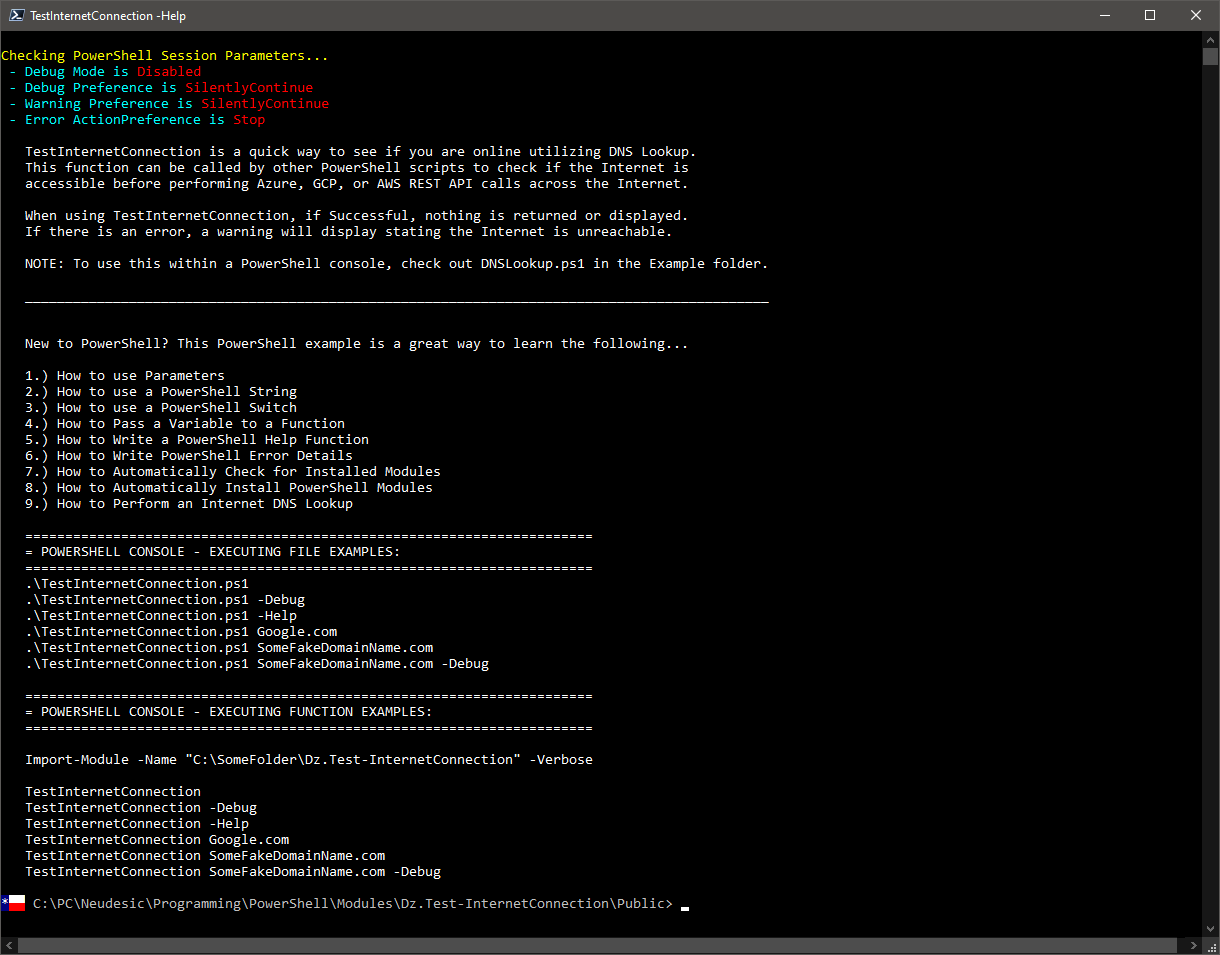 TestInternetConnection -Help
Checking PowerShell Session Parameters...
- Debug Mode is Disabled
- Debug Preference is SilentlyContinue
- Warning Preference is SilentlyContinue
- Error ActionPreference is Stop
TestInternetConnection is a quick way to see if you are online utilizing DNS Lookup.
This function can be called by other PowerShell scripts to check if the Internet is
accessible before performing Azure, GCP, or AWS REST API calls across the Internet.
When using TestInternetConnection, if Successful, nothing is returned or displayed.
If there is an error, a warning will display stating the Internet is unreachable.
NOTE: To use this within a PowerShell console, check out DNSLookup.ps1 in the Example folder.
_____________________________________________________________________________________________
New to PowerShell? This PowerShell example is a great way to learn the following...
1.) How to use Parameters
2.) How to use a PowerShell String
3.) How to use a PowerShell Switch
4.) How to Pass a Variable to a Function
5.) How to Write a PowerShell Help Function
6.) How to Write PowerShell Error Details
7.) How to Automatically Check for Installed Modules
8.) How to Automatically Install PowerShell Modules
9.) How to Perform an Internet DNS Lookup
=======================================================================
= POWERSHELL CONSOLE - EXECUTING FILE EXAMPLES:
=======================================================================
.\TestInternetConnection.ps1
.\TestInternetConnection.ps1 -Debug
.\TestInternetConnection.ps1 -Help
.\TestInternetConnection.ps1 Google.com
.\TestInternetConnection.ps1 SomeFakeDomainName.com
.\TestInternetConnection.ps1 SomeFakeDomainName.com -Debug
=======================================================================
= POWERSHELL CONSOLE - EXECUTING FUNCTION EXAMPLES:
=======================================================================
Import-Module -Name "C:\SomeFolder\Dz.Test-InternetConnection" -Verbose
TestInternetConnection
TestInternetConnection -Debug
TestInternetConnection -Help
TestInternetConnection Google.com
TestInternetConnection SomeFakeDomainName.com
TestInternetConnection SomeFakeDomainName.com -Debug
* C:\PC\Neudesic\Programming\PowerShell\Modules\Dz.Test-InternetConnection\Public>